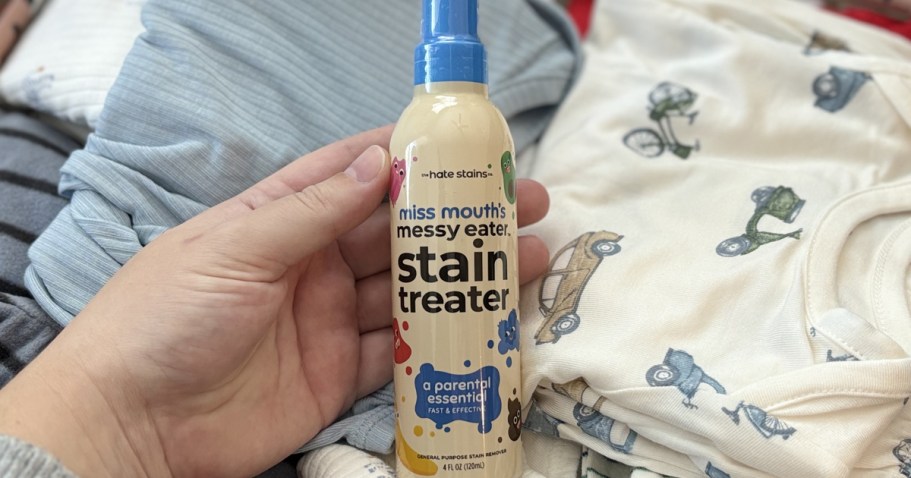 the hate stains co.
miss mouth's
messy eater.
stain
treater
a parental
essential
FAST & EFFECTIVE
GENERAL PURPOSE STAIN REMOVER
4 FL OZ (120mL)